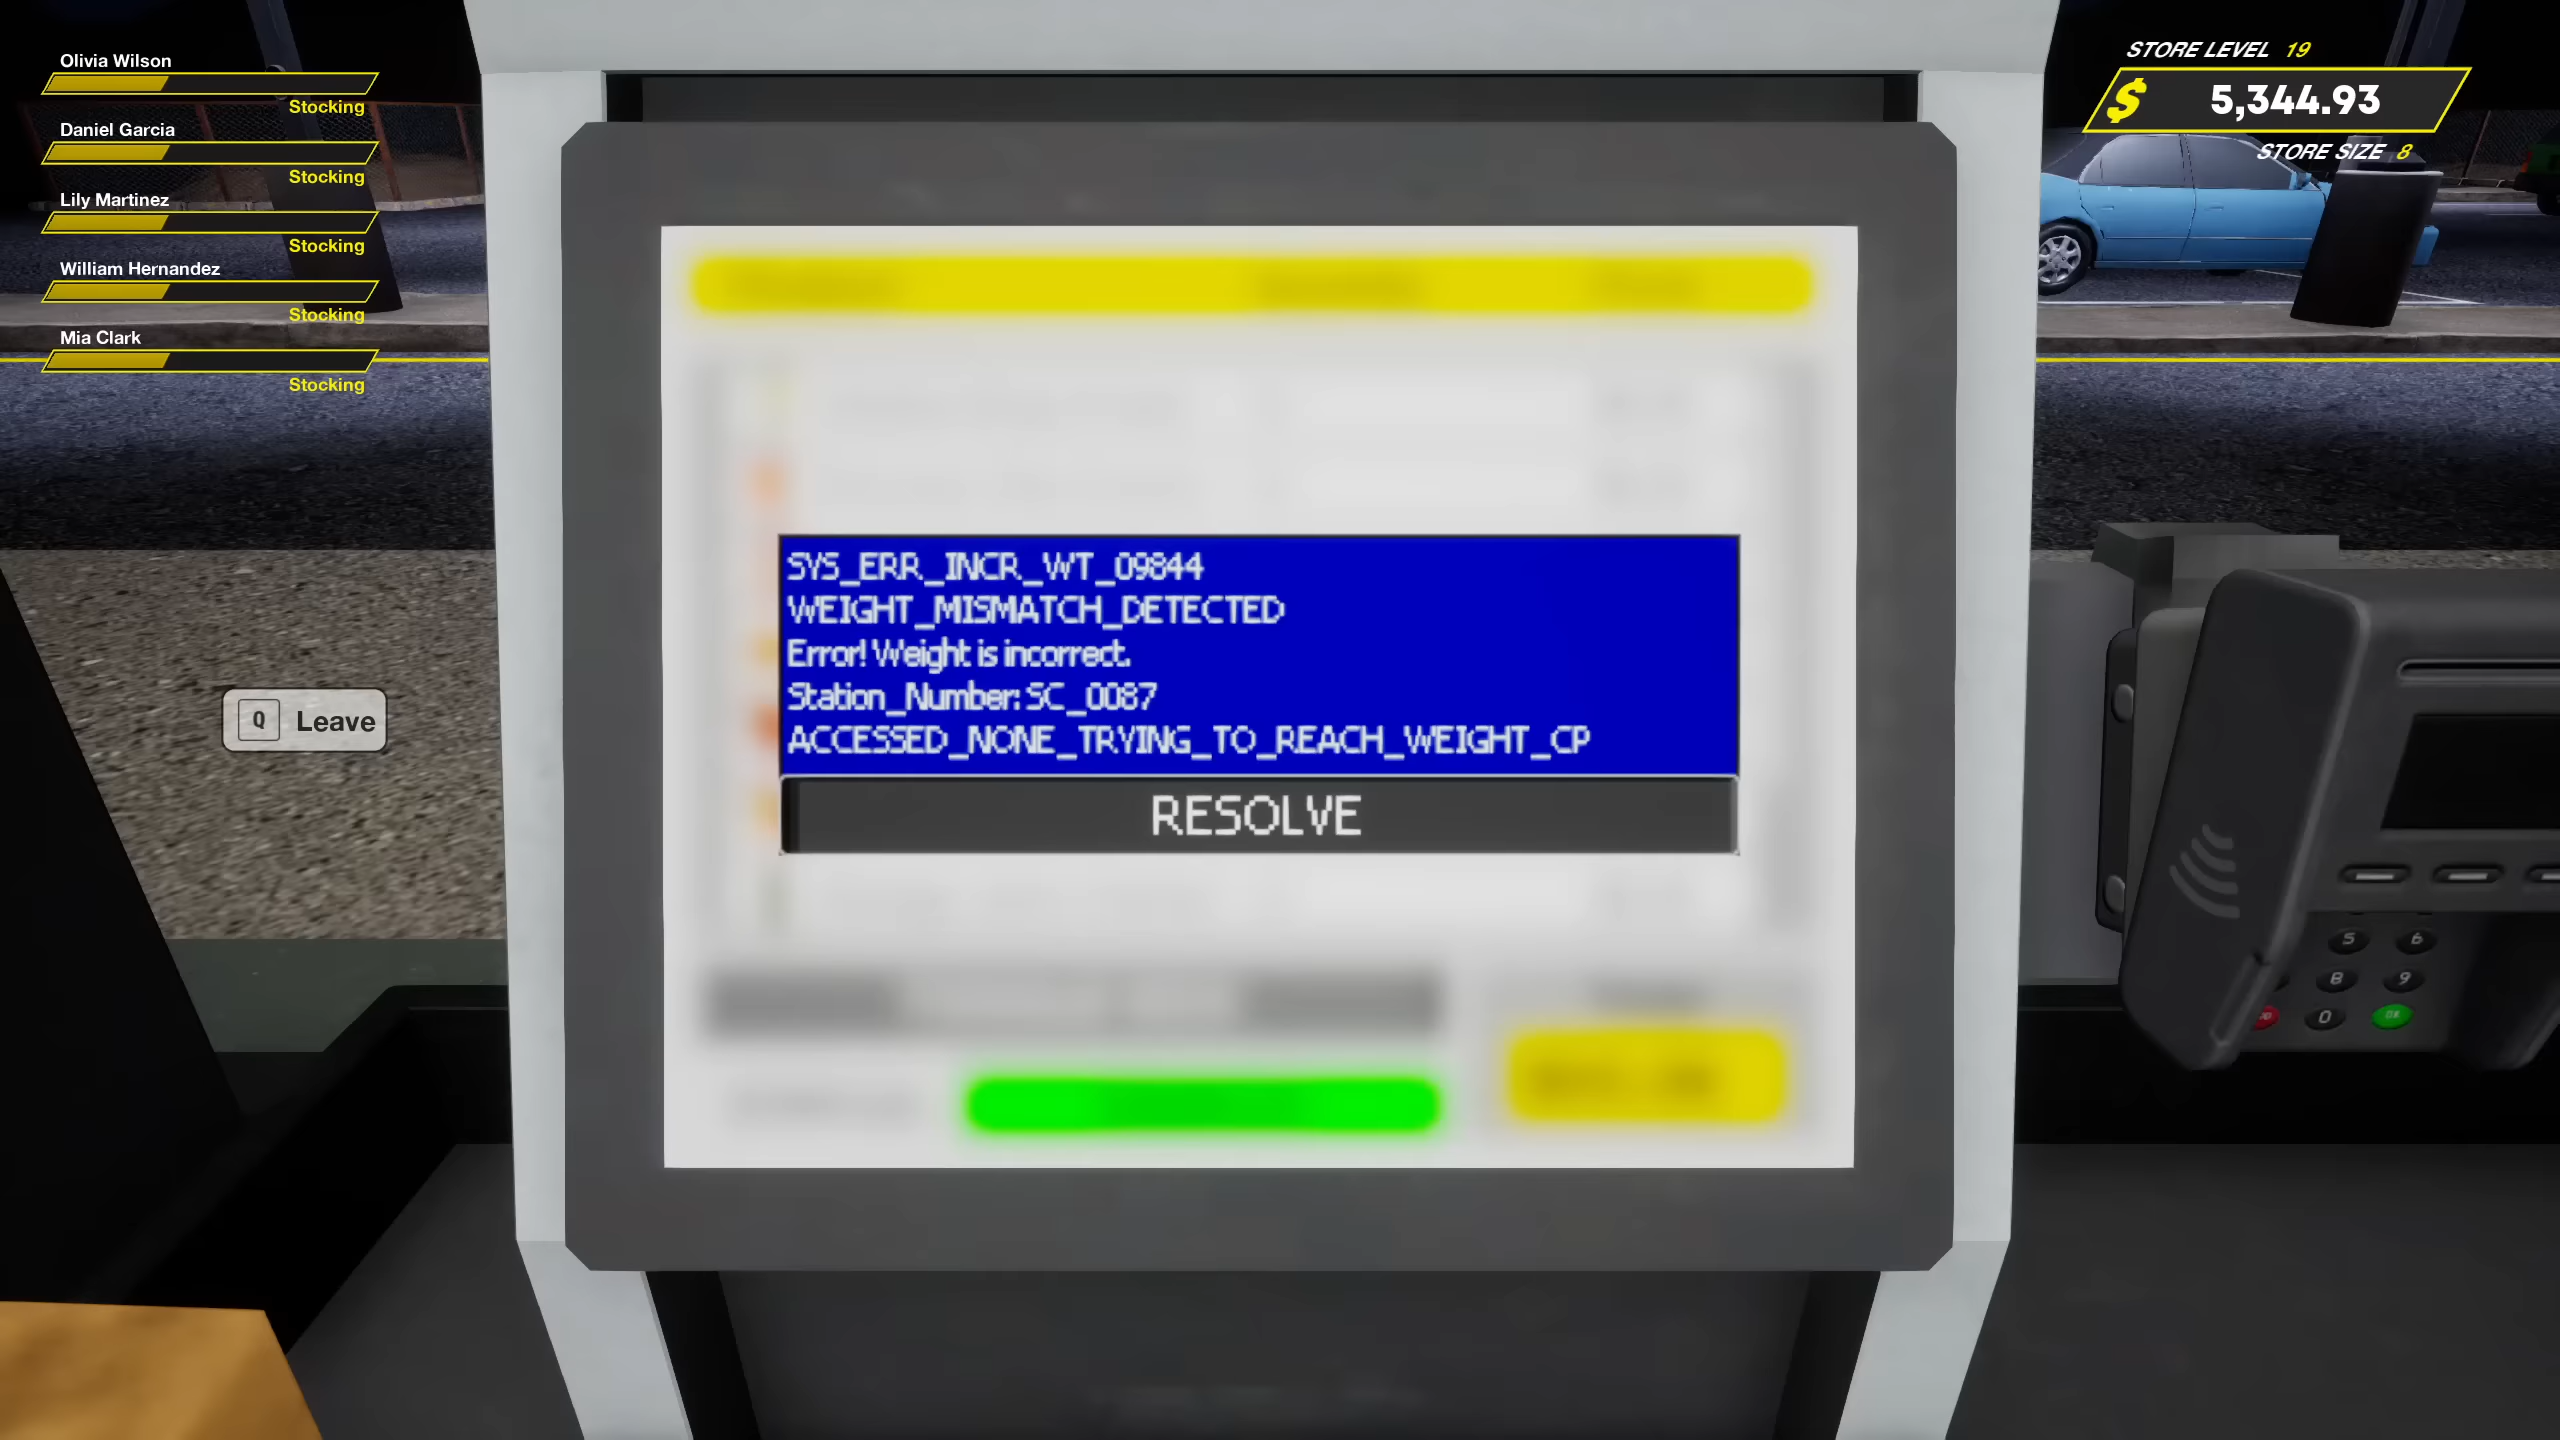 Olivia Wilson
Stocking
Daniel Garcia
Stocking
Lily Martinez
Stocking
William Hernandez
Stocking
Mia Clark
Stocking
STORE LEVEL 19
$ 5,344.93
STORE SIZE 8
SYS_ERR_INCR_WT_09844
WEIGHT_MISMATCH_DETECTED
Error! Weight is incorrect.
Station_Number: SC_0087
ACCESSED_NONE_TRYING_TO_REACH_WEIGHT_CP
RESOLVE
Q Leave
5 6
8 9
0 OK